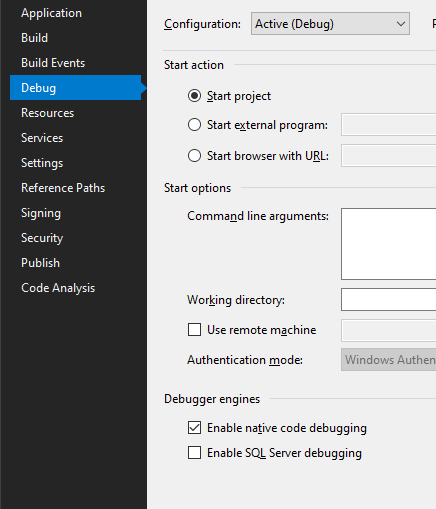 Application
Build
Build Events
Debug
Resources
Services
Settings
Reference Paths
Signing
Security
Publish
Code Analysis
Configuration: Active (Debug)
Start action
Start project
Start external program:
Start browser with URL:
Start options
Command line arguments:
Working directory:
Use remote machine
Authentication mode: Windows Authen
Debugger engines
Enable native code debugging
Enable SQL Server debugging